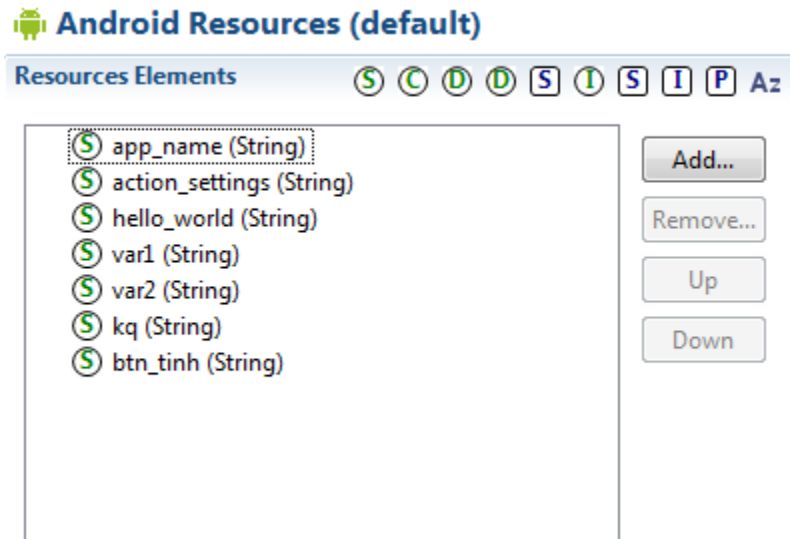 Android Resources (default)
Resources Elements S C D D S I S I P Az
S app_name (String)
S action_settings (String)
S hello_world (String)
S var1 (String)
S var2 (String)
S kq (String)
S btn_tinh (String)
Add...
Remove...
Up
Down